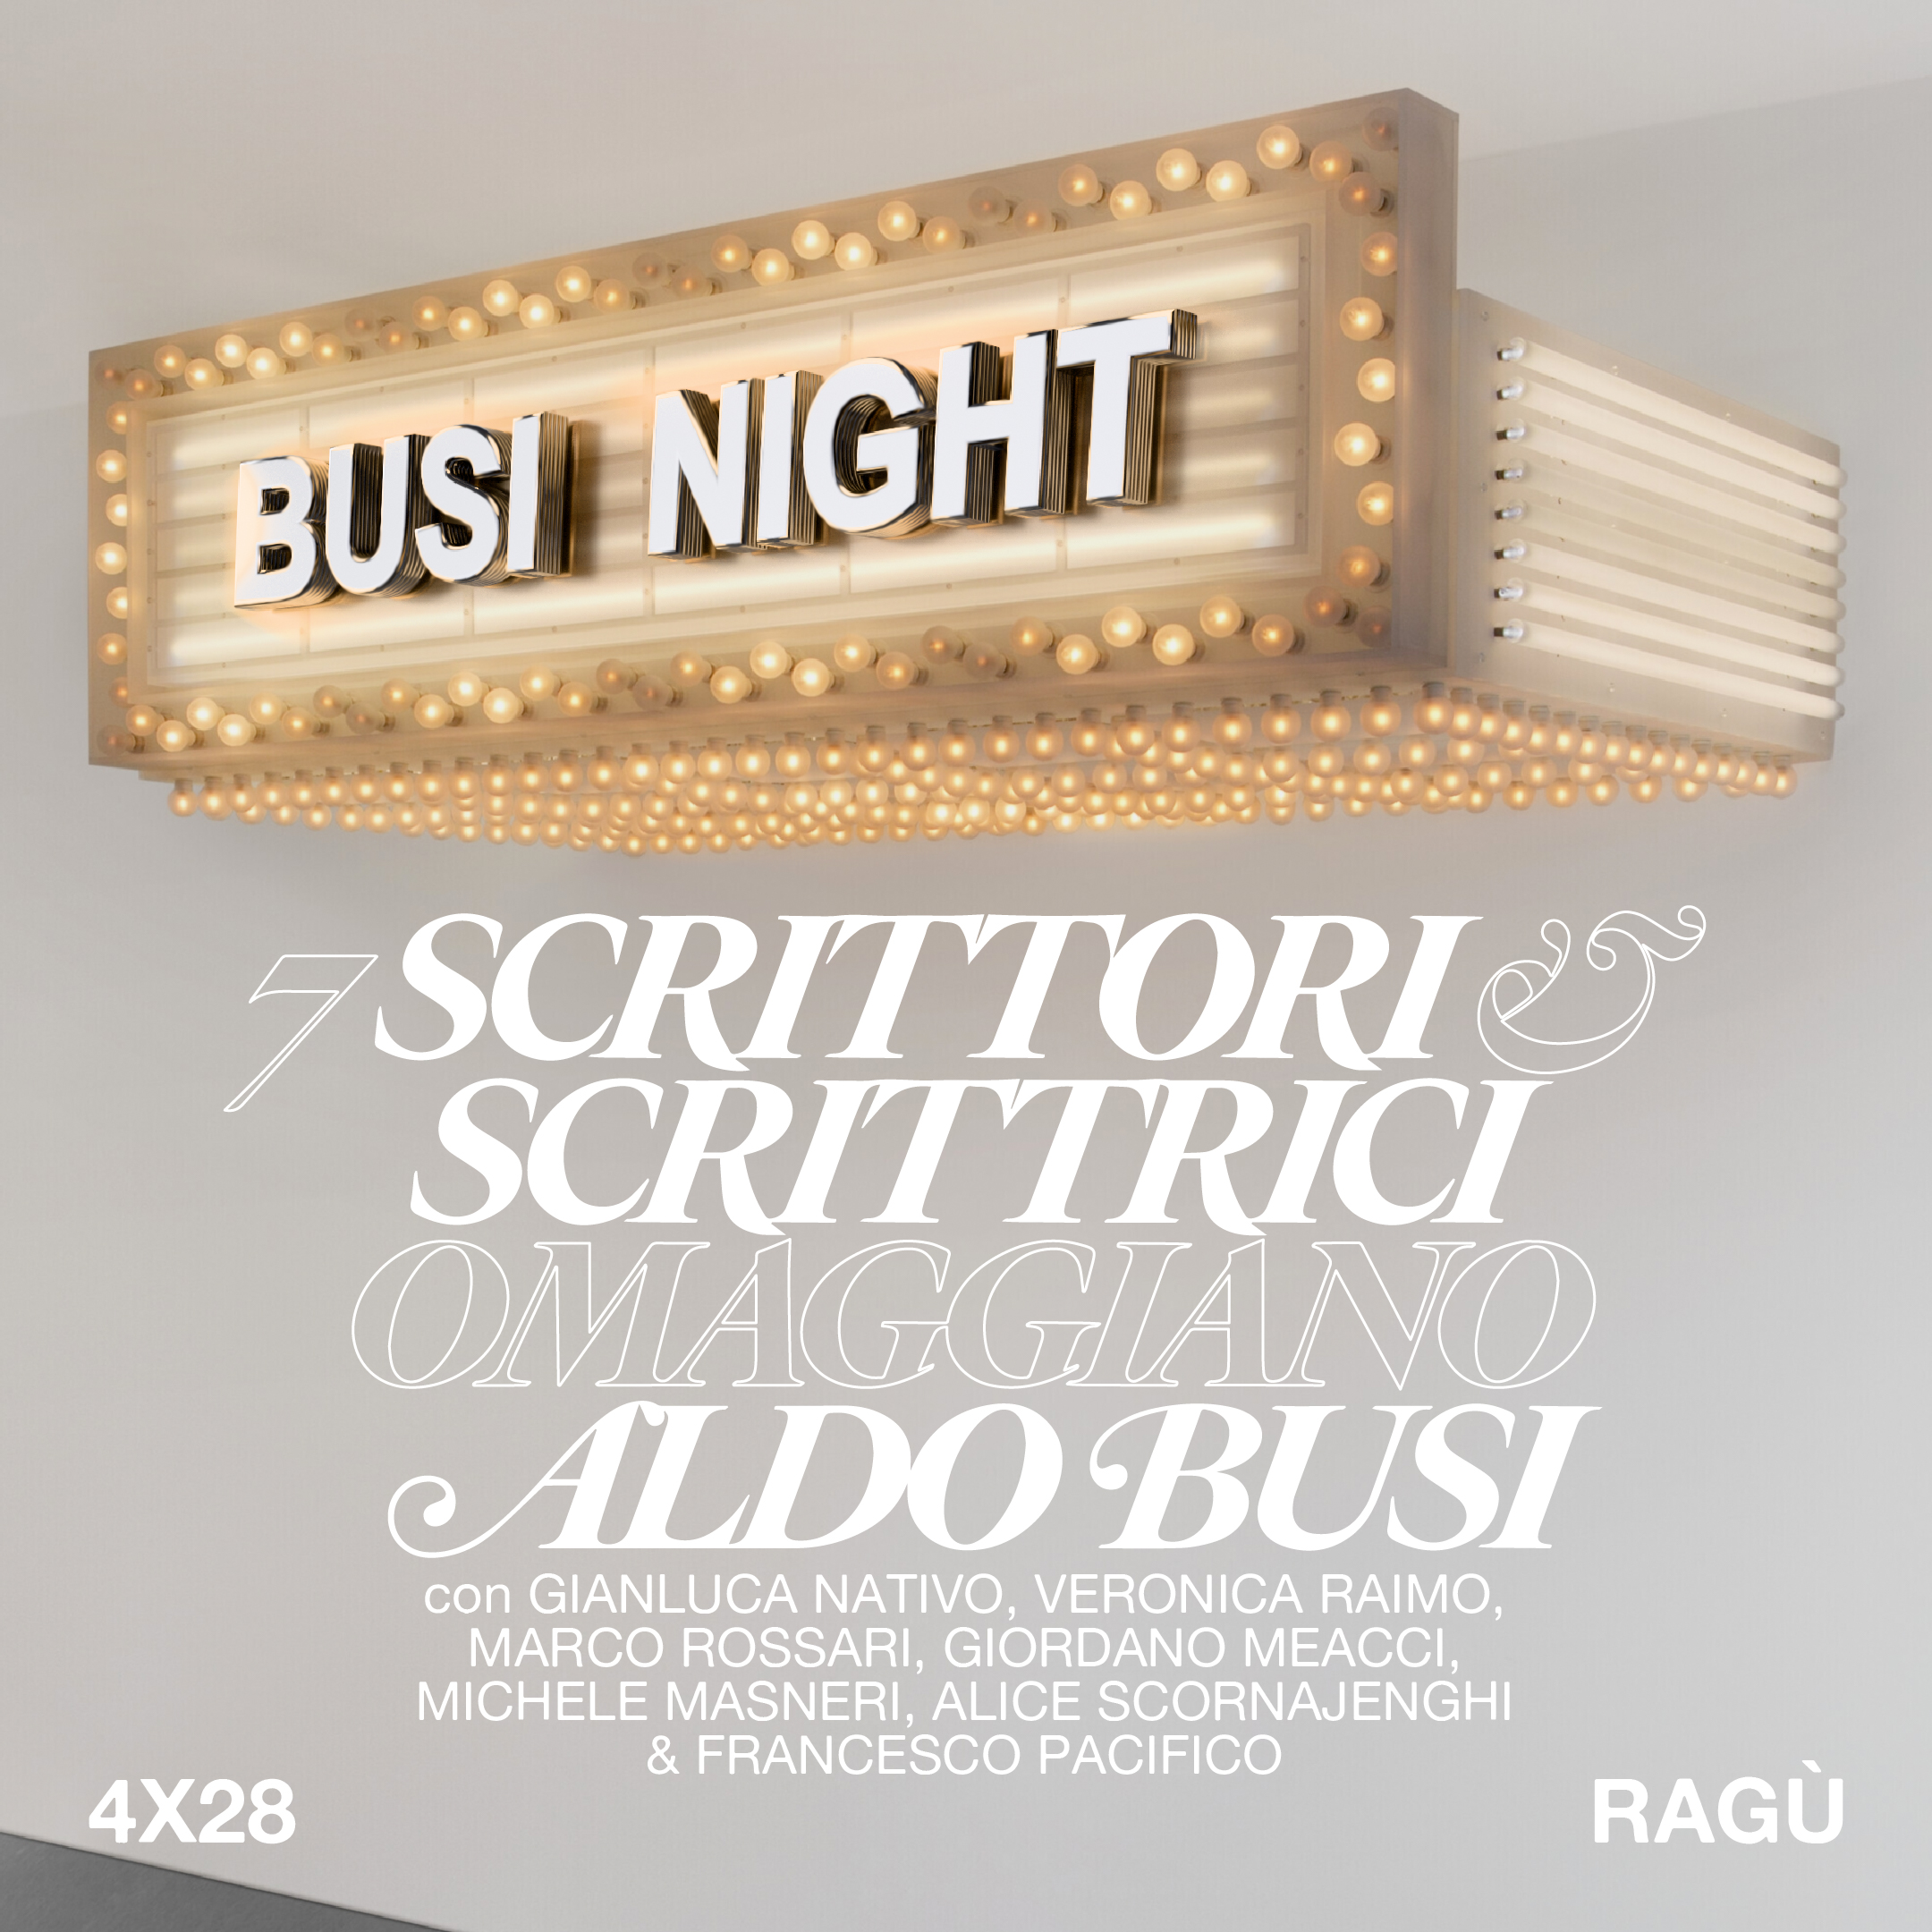 BUSI NIGHT
7 SCRITTORI &
SCRITTRICI
OMAGGIANO
ALDO BUSI
con GIANLUCA NATIVO, VERONICA RAIMO,
MARCO ROSSARI, GIORDANO MEACCI,
MICHELE MASNERI, ALICE SCORNAJENGHI
& FRANCESCO PACIFICO
4X28
RAGÙ